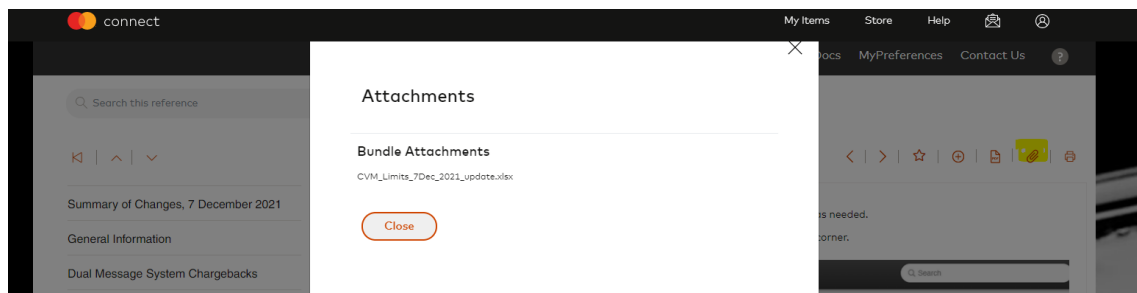 connect
My Items Store Help
Docs MyPreferences Contact Us ?
Search this reference
Attachments
Bundle Attachments
CVM_Limits_7Dec_2021_update.xlsx
Close
Summary of Changes, 7 December 2021
General Information
Dual Message System Chargebacks
as needed.
corner.
Search